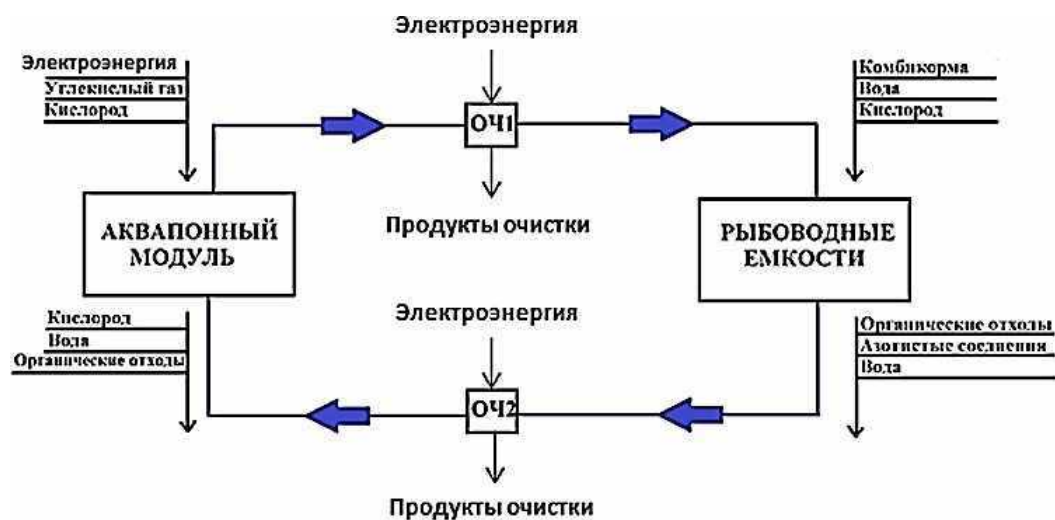 Электроэнергия
Электроэнергия
Углекислый газ
Кислород
Комбикорма
Вода
Кислород
ОЧ1
Продукты очистки
АКВАПОННЫЙ
МОДУЛЬ
РЫБОВОДНЫЕ
ЕМКОСТИ
Электроэнергия
Кислород
Вода
Органические отходы
Органические отходы
Азотистые соединения
Вода
ОЧ2
Продукты очистки